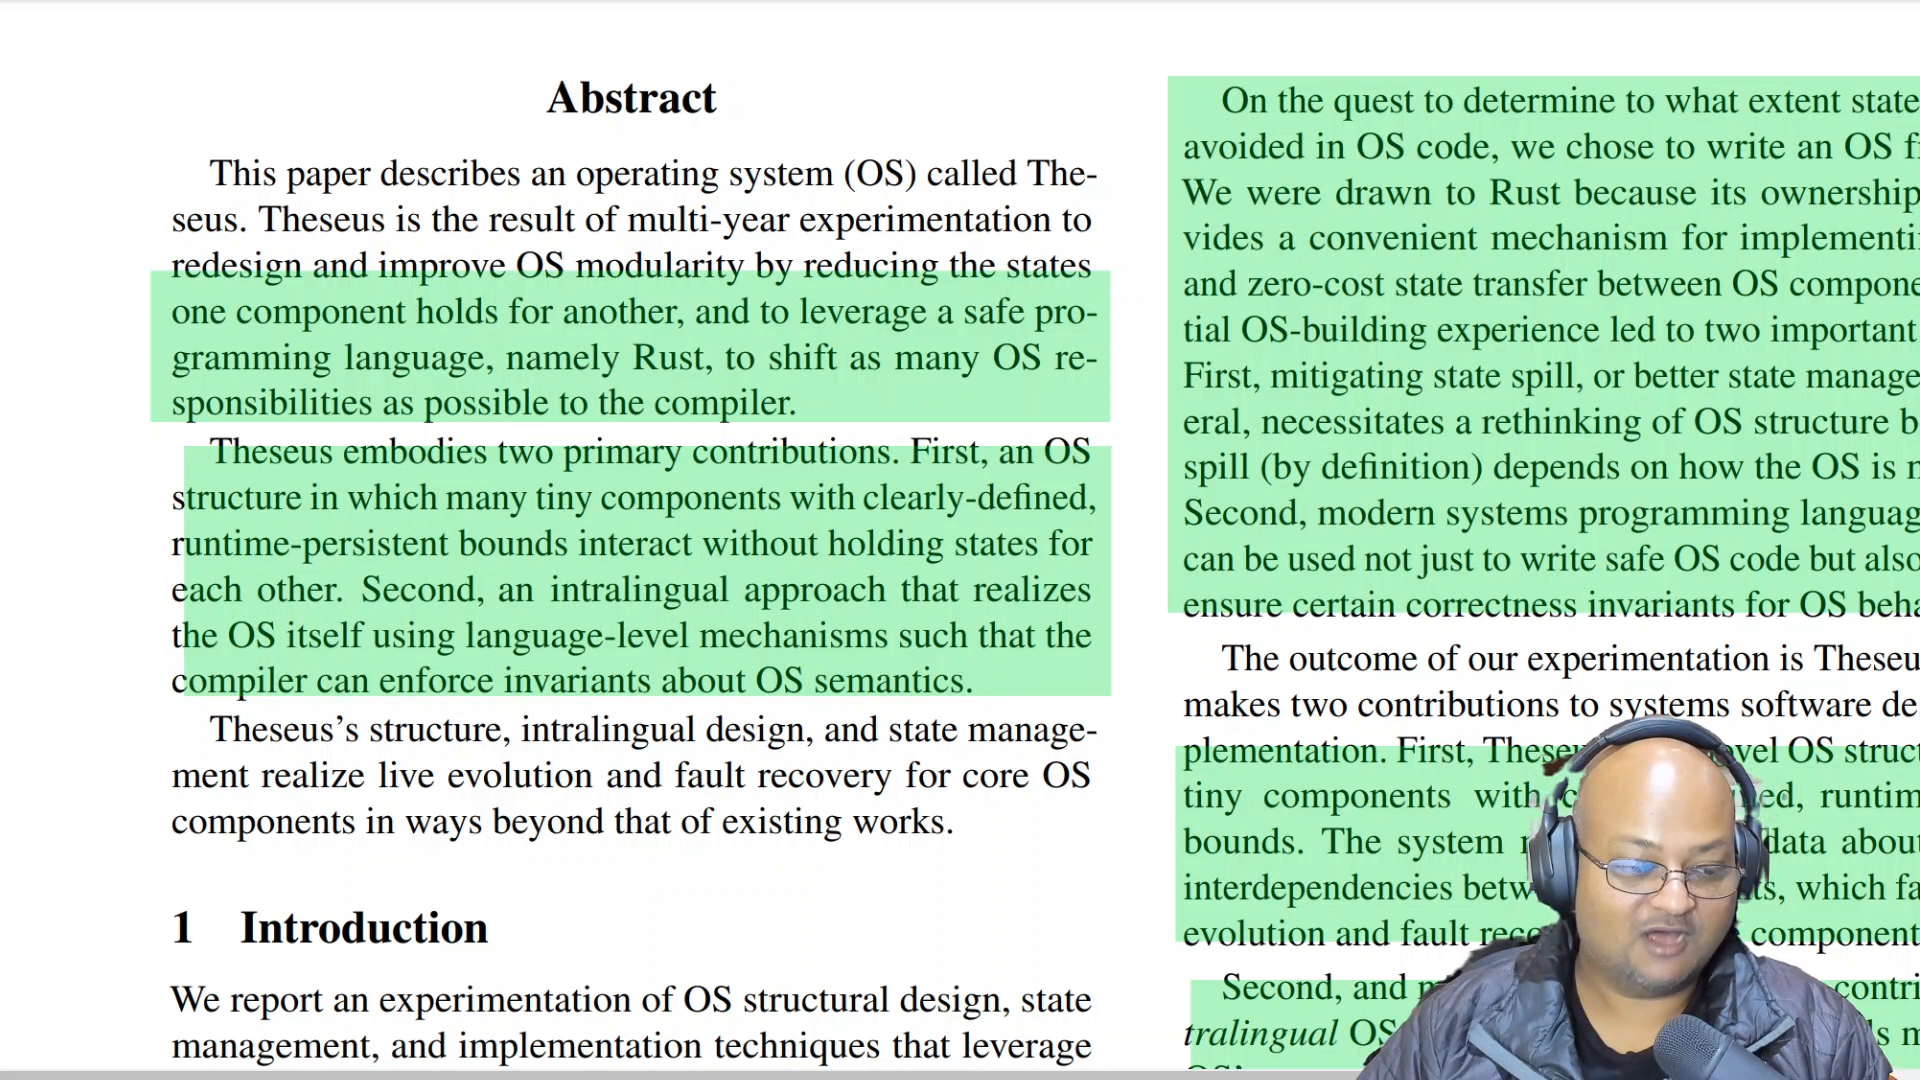 Abstract
This paper describes an operating system (OS) called The-
seus. Theseus is the result of multi-year experimentation to
redesign and improve OS modularity by reducing the states
one component holds for another, and to leverage a safe pro-
gramming language, namely Rust, to shift as many OS re-
sponsibilities as possible to the compiler.
Theseus embodies two primary contributions. First, an OS
structure in which many tiny components with clearly-defined,
runtime-persistent bounds interact without holding states for
each other. Second, an intralingual approach that realizes
the OS itself using language-level mechanisms such that the
compiler can enforce invariants about OS semantics.
Theseus's structure, intralingual design, and state manage-
ment realize live evolution and fault recovery for core OS
components in ways beyond that of existing works.
1 Introduction
We report an experimentation of OS structural design, state
management, and implementation techniques that leverage
On the quest to determine to what extent state
avoided in OS code, we chose to write an OS
We were drawn to Rust because its ownership
vides a convenient mechanism for
and zero-cost state transfer between OS
tial OS-building experience led to two important
First, mitigating state spill, or better state
eral, necessitates a rethinking of OS structure
spill (by definition) depends on how the OS is
Second, modern systems programming
can be used not just to write safe OS code but also
ensure certain correctness invariants for OS
The outcome of our experimentation is
makes two contributions to systems software
plementation. First, OS
tiny components with
bounds. The system data
interdependencies which
evolution and fault
Second, and
tralingual